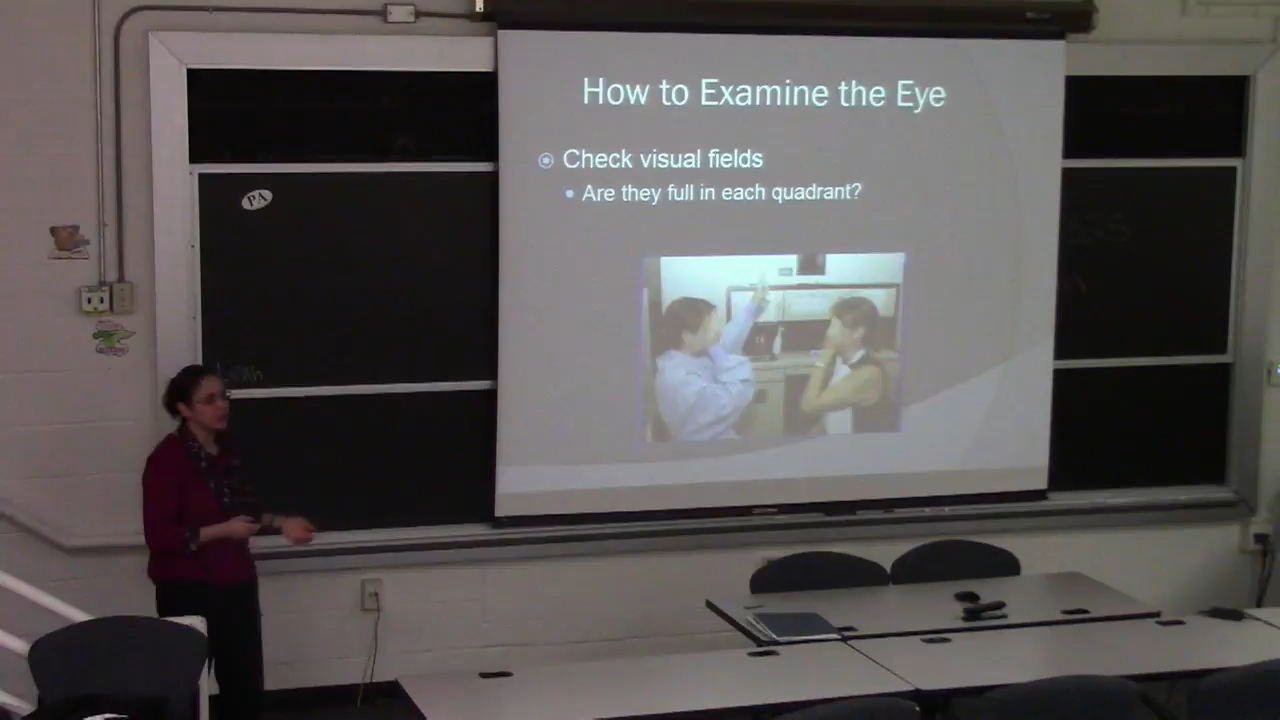 How to Examine the Eye
Check visual fields
Are they full in each quadrant?
PA